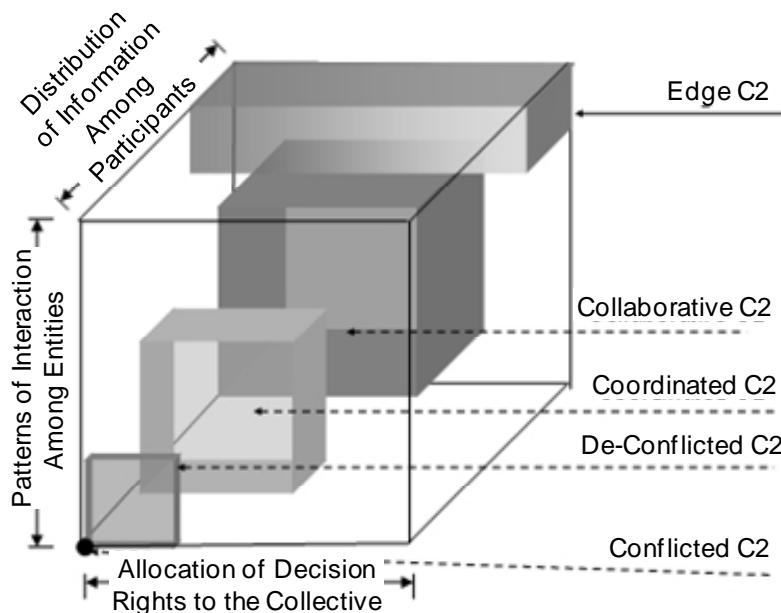 Distribution
of Information
Among
Participants
Edge C2
Patterns of Interaction
Among Entities
Collaborative C2
Coordinated C2
De-Conflicted C2
Conflicted C2
Allocation of Decision
Rights to the Collective